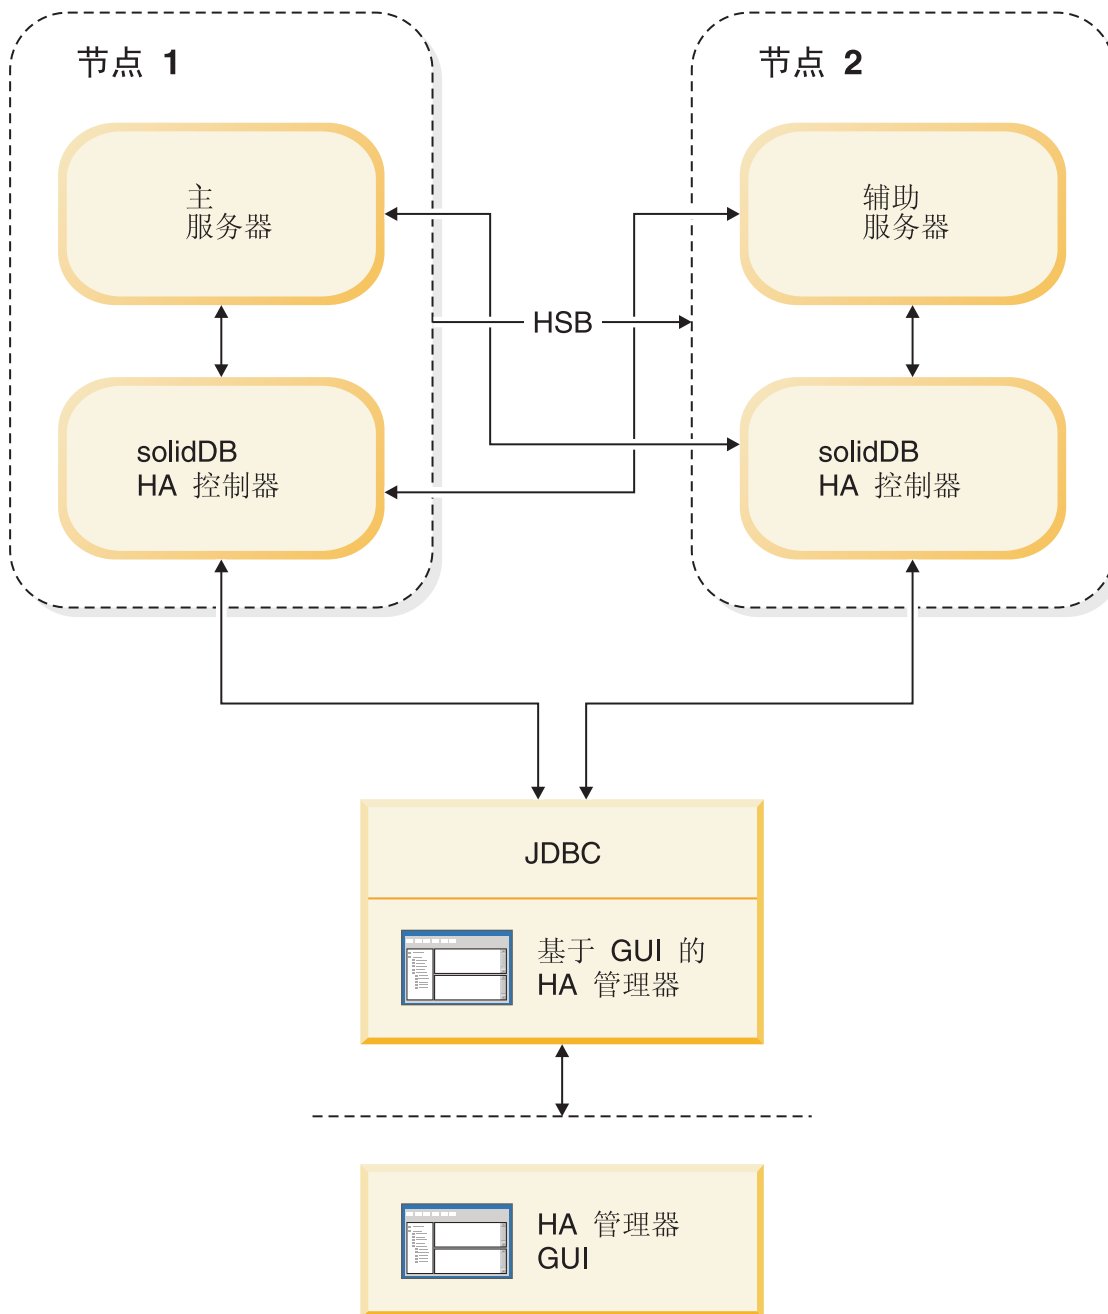 节点 1
节点 2
主
服务器
辅助
服务器
HSB
solidDB
HA 控制器
solidDB
HA 控制器
JDBC
基于 GUI 的
HA 管理器
HA 管理器
GUI